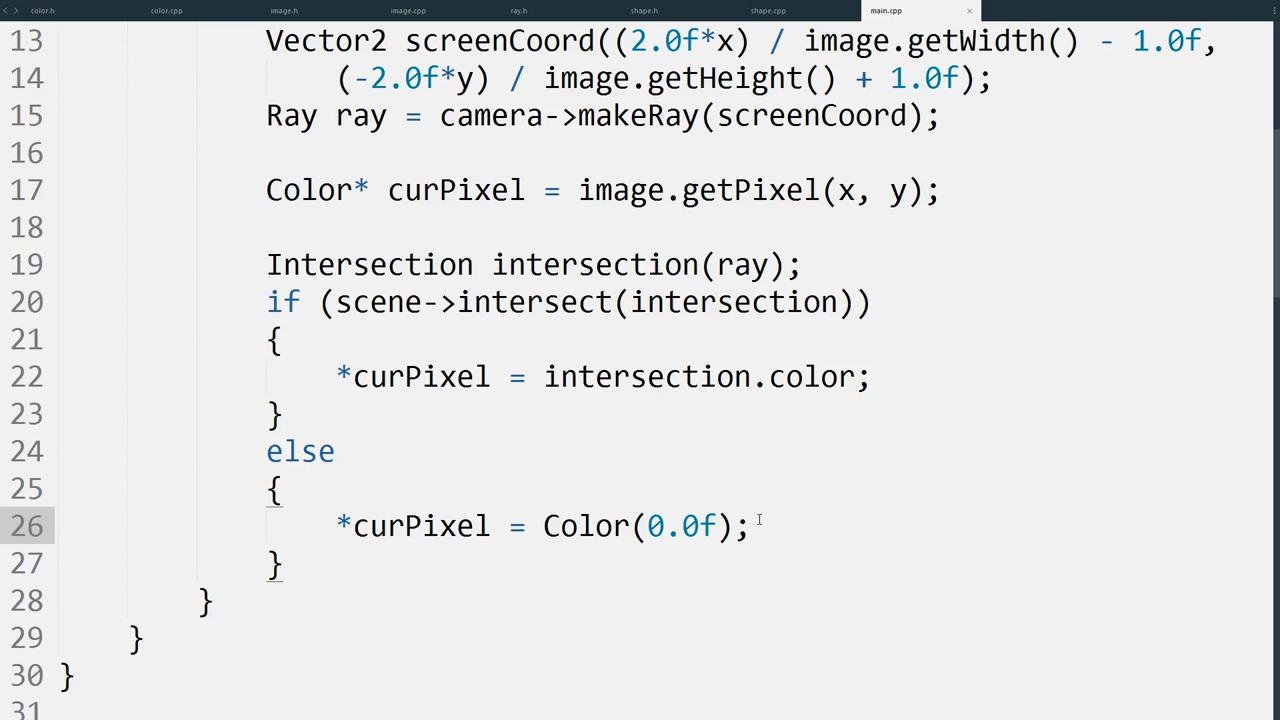 color.h color.cpp image.h image.cpp ray.h shape.h shape.cpp main.cpp ×
13 Vector2 screenCoord((2.0f*x) / image.getWidth() - 1.0f,
14 (-2.0f*y) / image.getHeight() + 1.0f);
15 Ray ray = camera->makeRay(screenCoord);
16
17 Color* curPixel = image.getPixel(x, y);
18
19 Intersection intersection(ray);
20 if (scene->intersect(intersection))
21 {
22 *curPixel = intersection.color;
23 }
24 else
25 {
26 *curPixel = Color(0.0f);
27 }
28 }
29 }
30 }
31